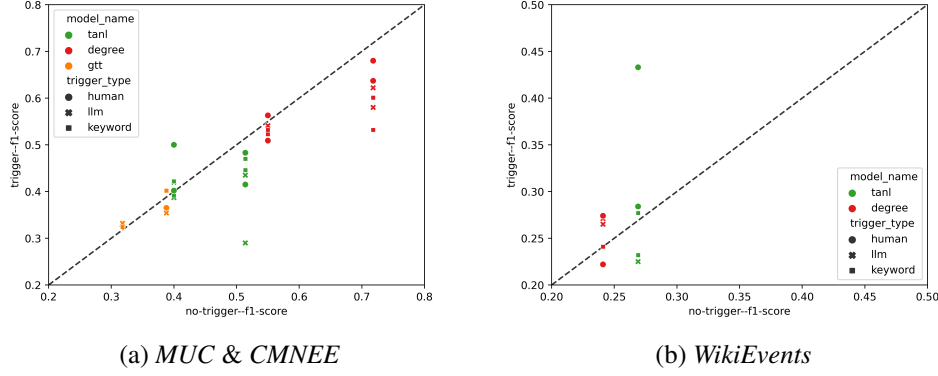 0.8
0.7
0.6
0.5
0.4
0.3
0.2
trigger--f1-score
model_name
tanl
degree
gtt
trigger_type
human
llm
keyword
0.2 0.3 0.4 0.5 0.6 0.7 0.8
no-trigger--f1-score
(a) MUC & CMNEE
0.50
0.45
0.40
0.35
0.30
0.25
0.20
trigger--f1-score
model_name
tanl
degree
trigger_type
human
llm
keyword
0.20 0.25 0.30 0.35 0.40 0.45 0.50
no-trigger--f1-score
(b) WikiEvents